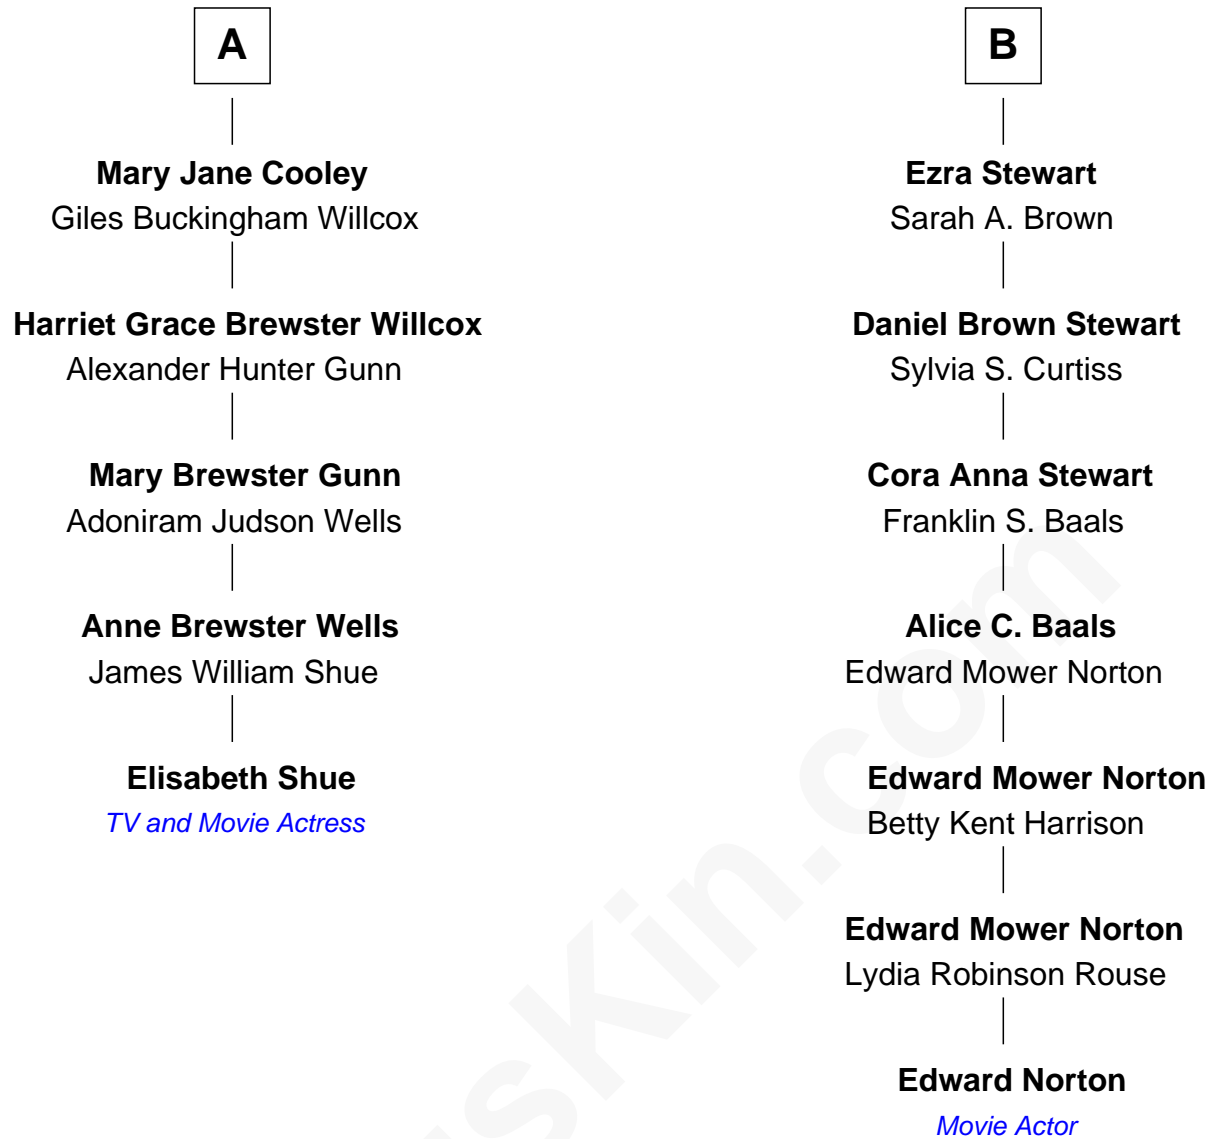 A
Mary Jane Cooley
Giles Buckingham Willcox
Harriet Grace Brewster Willcox
Alexander Hunter Gunn
Mary Brewster Gunn
Adoniram Judson Wells
Anne Brewster Wells
James William Shue
Elisabeth Shue
TV and Movie Actress
B
Ezra Stewart
Sarah A. Brown
Daniel Brown Stewart
Sylvia S. Curtiss
Cora Anna Stewart
Franklin S. Baals
Alice C. Baals
Edward Mower Norton
Edward Mower Norton
Betty Kent Harrison
Edward Mower Norton
Lydia Robinson Rouse
Edward Norton
Movie Actor
sKin.com